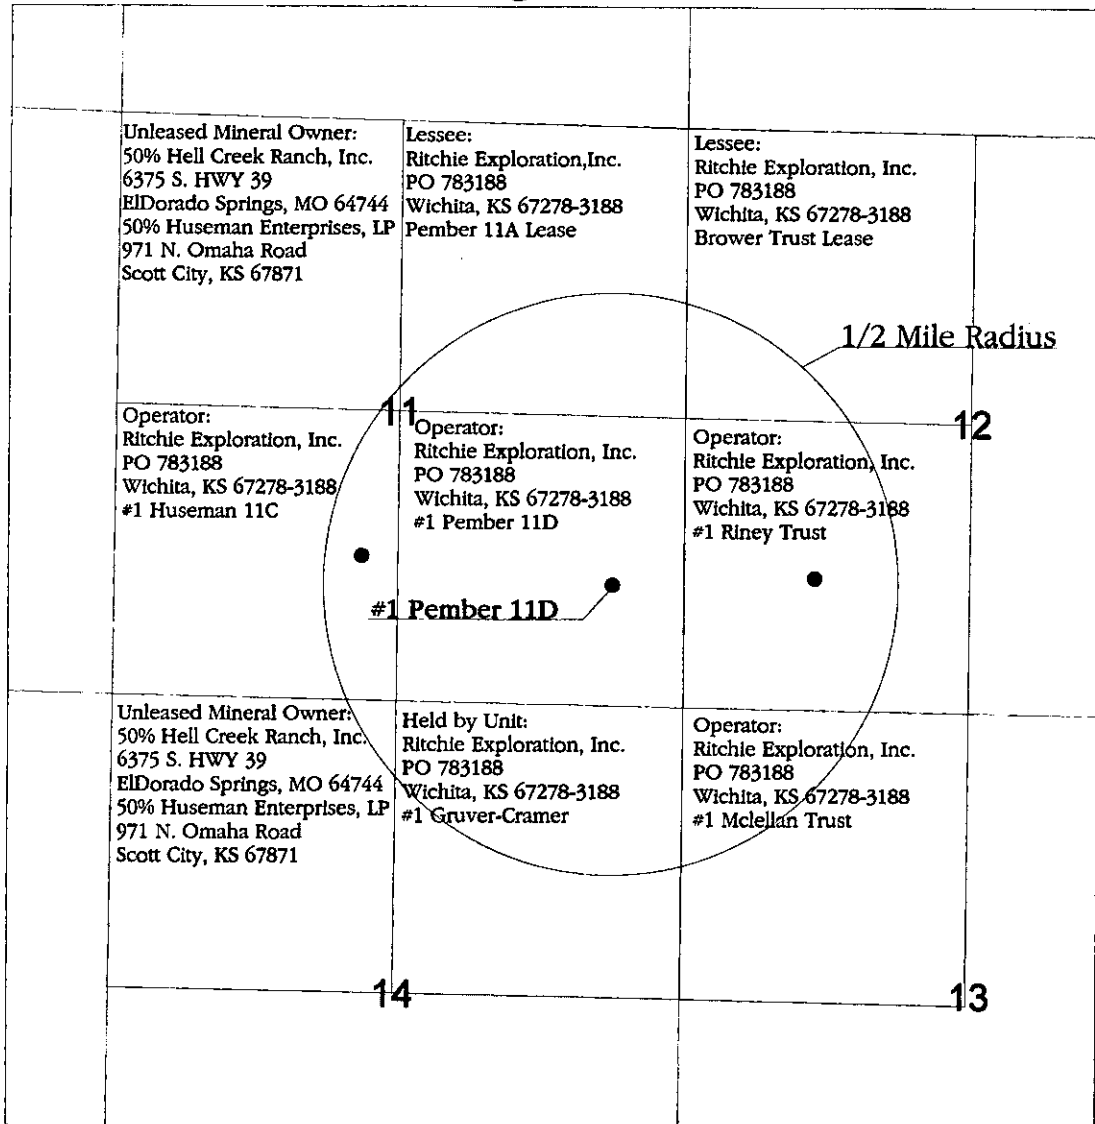 Unleased Mineral Owner:
50% Hell Creek Ranch, Inc.
6375 S. HWY 39
ElDorado Springs, MO 64744
50% Huseman Enterprises, LP
971 N. Omaha Road
Scott City, KS 67871
Lessee:
Ritchie Exploration,Inc.
PO 783188
Wichita, KS 67278-3188
Pember 11A Lease
Lessee:
Ritchie Exploration, Inc.
PO 783188
Wichita, KS 67278-3188
Brower Trust Lease
1/2 Mile Radius
11
12
Operator:
Ritchie Exploration, Inc.
PO 783188
Wichita, KS 67278-3188
#1 Huseman 11C
Operator:
Ritchie Exploration, Inc.
PO 783188
Wichita, KS 67278-3188
#1 Pember 11D
Operator:
Ritchie Exploration, Inc.
PO 783188
Wichita, KS 67278-3188
#1 Riney Trust
#1 Pember 11D
Unleased Mineral Owner:
50% Hell Creek Ranch, Inc.
6375 S. HWY 39
ElDorado Springs, MO 64744
50% Huseman Enterprises, LP
971 N. Omaha Road
Scott City, KS 67871
Held by Unit:
Ritchie Exploration, Inc.
PO 783188
Wichita, KS 67278-3188
#1 Gruver-Cramer
Operator:
Ritchie Exploration, Inc.
PO 783188
Wichita, KS 67278-3188
#1 Mclellan Trust
14
13